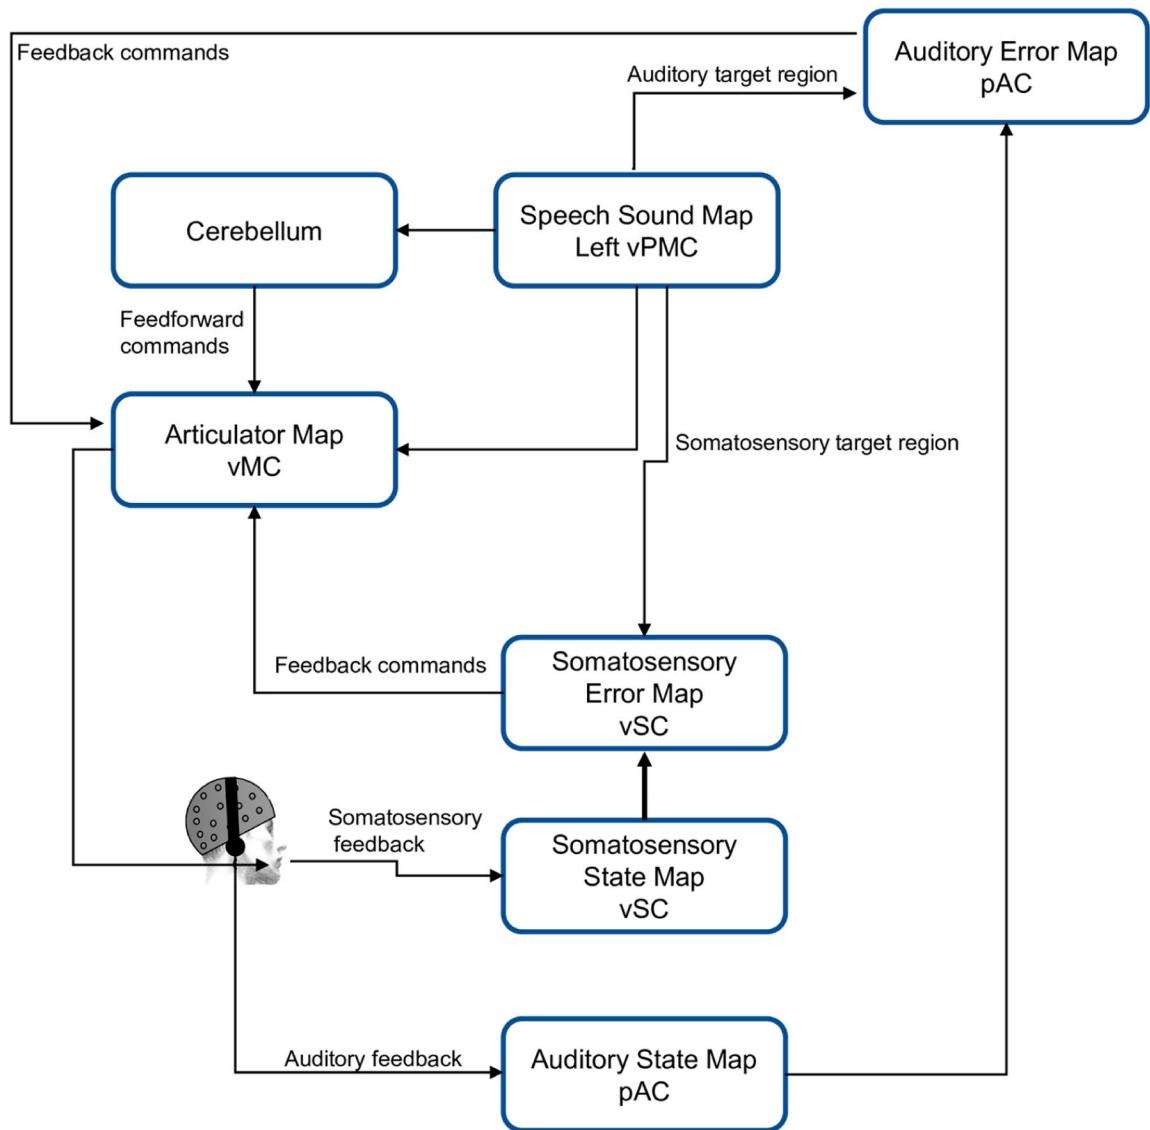 Feedback commands
Auditory Error Map
pAC
Auditory target region
Cerebellum
Speech Sound Map
Left vPMC
Feedforward
commands
Articulator Map
vMC
Somatosensory target region
Feedback commands
Somatosensory
Error Map
vSC
Somatosensory
feedback
Somatosensory
State Map
vSC
Auditory feedback
Auditory State Map
pAC